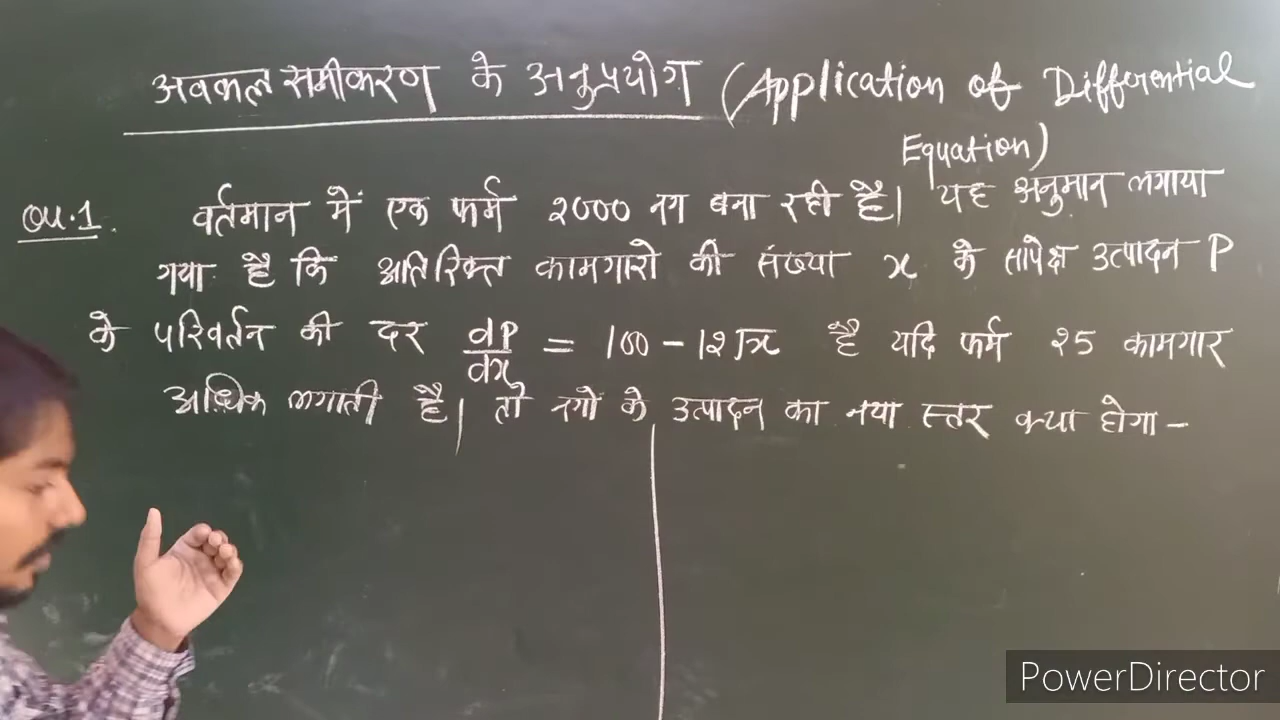 अवकल समीकरण के अनुप्रयोग (Application of Differential
Equation)
Qu.1. वर्तमान में एक फर्म २000 नग बना रही है। यह अनुमान लगाया
गया है कि अतिरिक्त कामगारो की संख्या x के सापेक्ष उत्पादन P
के परिवर्तन की दर dP/dx = 100 - 12√x है यदि फर्म २5 कामगार
अधिक लगाती है। तो नगो के उत्पादन का नया स्तर क्या होगा -
PowerDirector